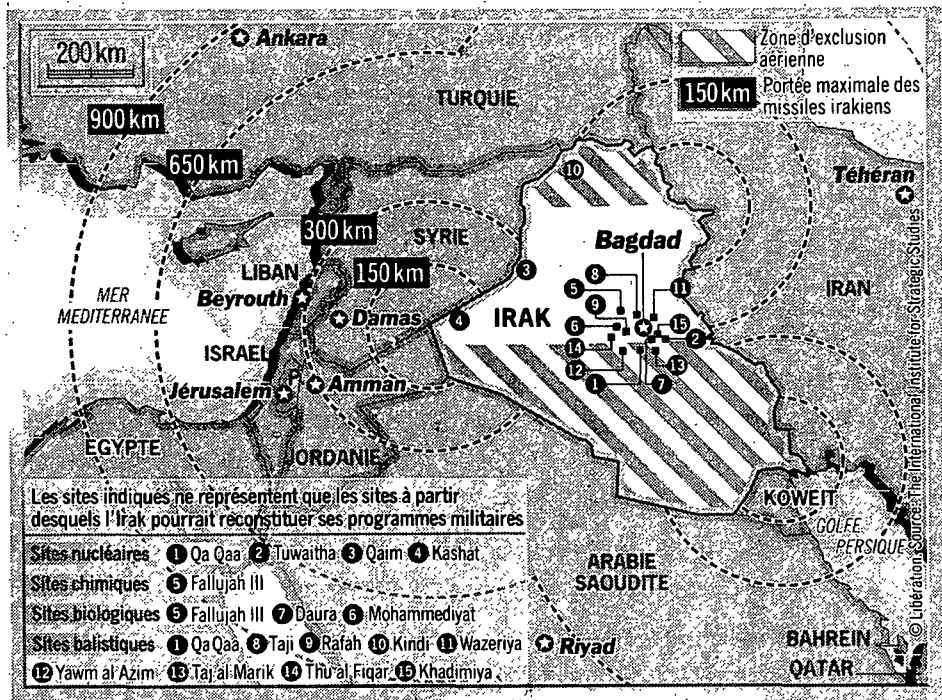 200 km
Ankara
Zone d'exclusion
aérienne
150 km
Portée maximale des
missiles irakiens
900 km
TURQUIE
650 km
Téhéran
10
300 km
SYRIE
Bagdad
LIBAN
150 km
3
8
MER
MEDITERRANEE
Beyrouth
5
11
IRAN
9
Damas
4
IRAK
6
15
14
2
ISRAEL
12
13
Jérusalem
Amman
1
7
EGYPTE
JORDANIE
KOWEIT
GOLFE
PERSIQUE
Les sites indiqués ne représentent que les sites à partir
desquels l'Irak pourrait reconstituer ses programmes militaires
Sites nucléaires 1 Qa Qaa 2 Tuwaitha 3 Qaim 4 Kashat
Sites chimiques 5 Fallujah III
Sites biologiques 5 Fallujah III 7 Daura 6 Mohammediyat
Sites balistiques 1 Qa Qaa, 8 Taji 9 Rafah 10 Kindi 11 Wazeriya
12 Yawm al Azim 13 Taj al Marik 14 Thu al Fiqar 15 Khadimiya
ARABIE
SAOUDITE
Riyad
BAHREIN
QATAR
© Libération | Source: The International Institute for Strategic Studies